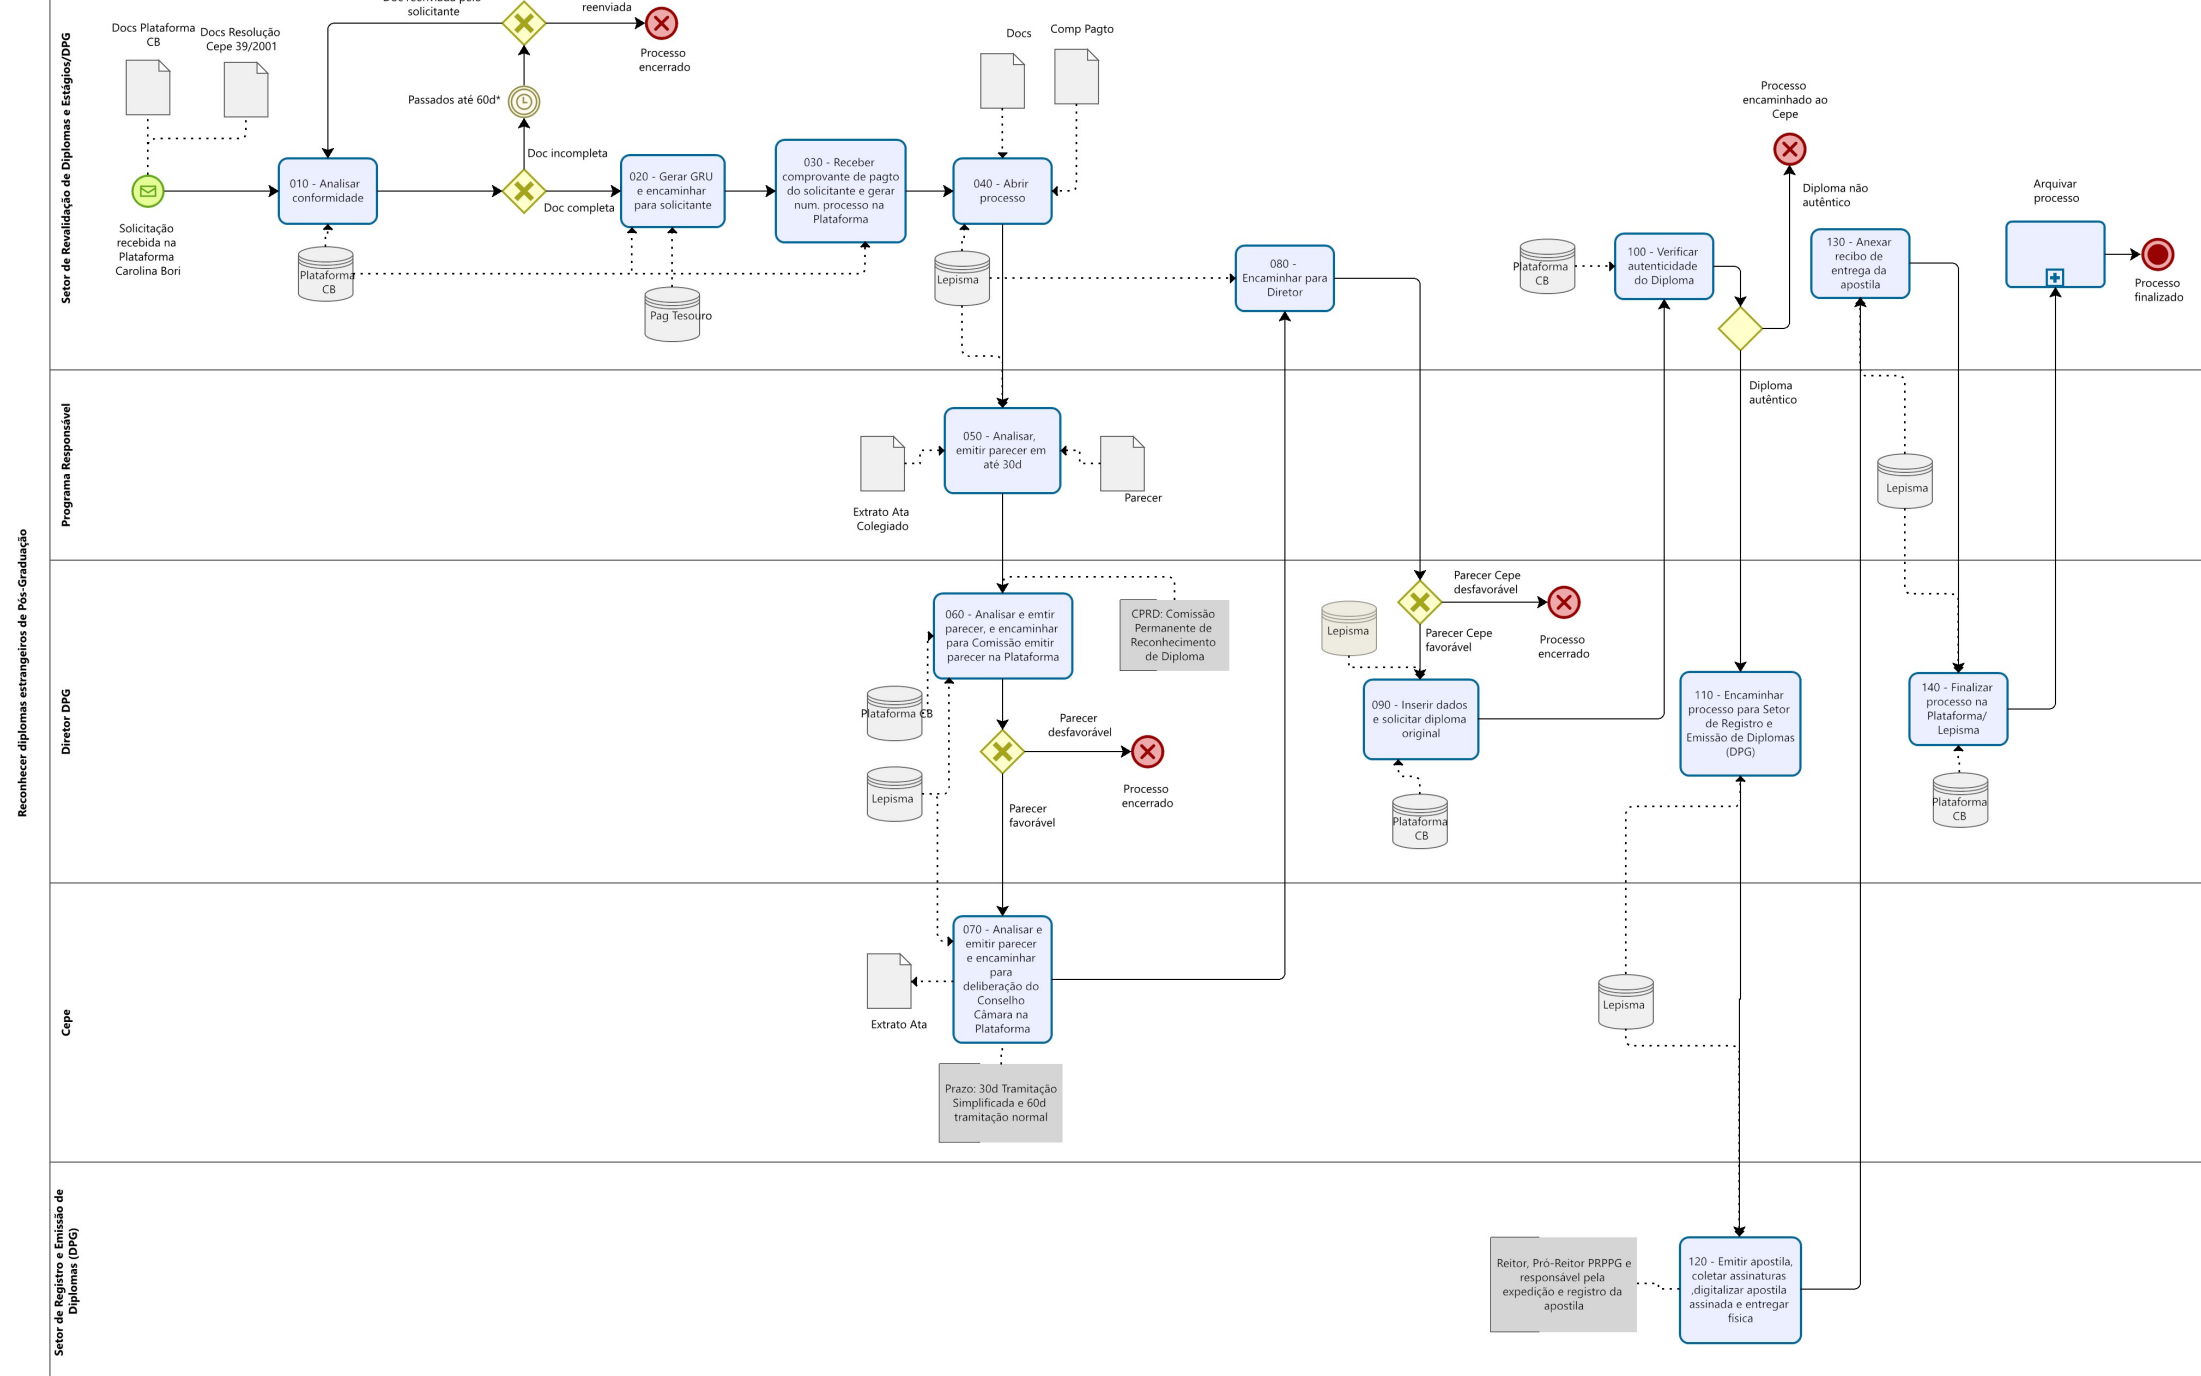 Reconhecer diplomas estrangeiros de Pós-Graduação
Setor de Revalidação de Diplomas e Estágios/DPG
solicitante
reenviada
Processo
encerrado
Docs Plataforma
CB
Docs Resolução
Cepe 39/2001
Passados até 60d*
Doc incompleta
Doc completa
Solicitação
recebida na
Plataforma
Carolina Bori
010 - Analisar
conformidade
Plataforma
CB
020 - Gerar GRU
e encaminhar
para solicitante
Pag Tesouro
030 - Receber
comprovante de pagto
do solicitante e gerar
num. processo na
Plataforma
Docs
Comp Pagto
040 - Abrir
processo
Lepisma
080 -
Encaminhar para
Diretor
Plataforma
CB
100 - Verificar
autenticidade
do Diploma
Processo
encaminhado ao
Cepe
Diploma não
autêntico
130 - Anexar
recibo de
entrega da
apostila
Arquivar
processo
Processo
finalizado
Programa Responsável
Diploma
autêntico
050 - Analisar,
emitir parecer em
até 30d
Extrato Ata
Colegiado
Parecer
Lepisma
Diretor DPG
060 - Analisar e emtir
parecer, e encaminhar
para Comissão emitir
parecer na Plataforma
CPRD: Comissão
Permanente de
Reconhecimento
de Diploma
Plataforma CB
Lepisma
Parecer
desfavorável
Processo
encerrado
Parecer
favorável
Lepisma
Parecer Cepe
desfavorável
Parecer Cepe
favorável
Processo
encerrado
090 - Inserir dados
e solicitar diploma
original
Plataforma
CB
110 - Encaminhar
processo para Setor
de Registro e
Emissão de Diplomas
(DPG)
140 - Finalizar
processo na
Plataforma/
Lepisma
Plataforma
CB
Cepe
070 - Analisar e
emitir parecer
e encaminhar
para
deliberação do
Conselho
Câmara na
Plataforma
Extrato Ata
Prazo: 30d Tramitação
Simplificada e 60d
tramitação normal
Lepisma
Setor de Registro e Emissão de
Diplomas (DPG)
Reitor, Pró-Reitor PRPPG e
responsável pela
expedição e registro da
apostila
120 - Emitir apostila,
coletar assinaturas
,digitalizar apostila
assinada e entregar
física